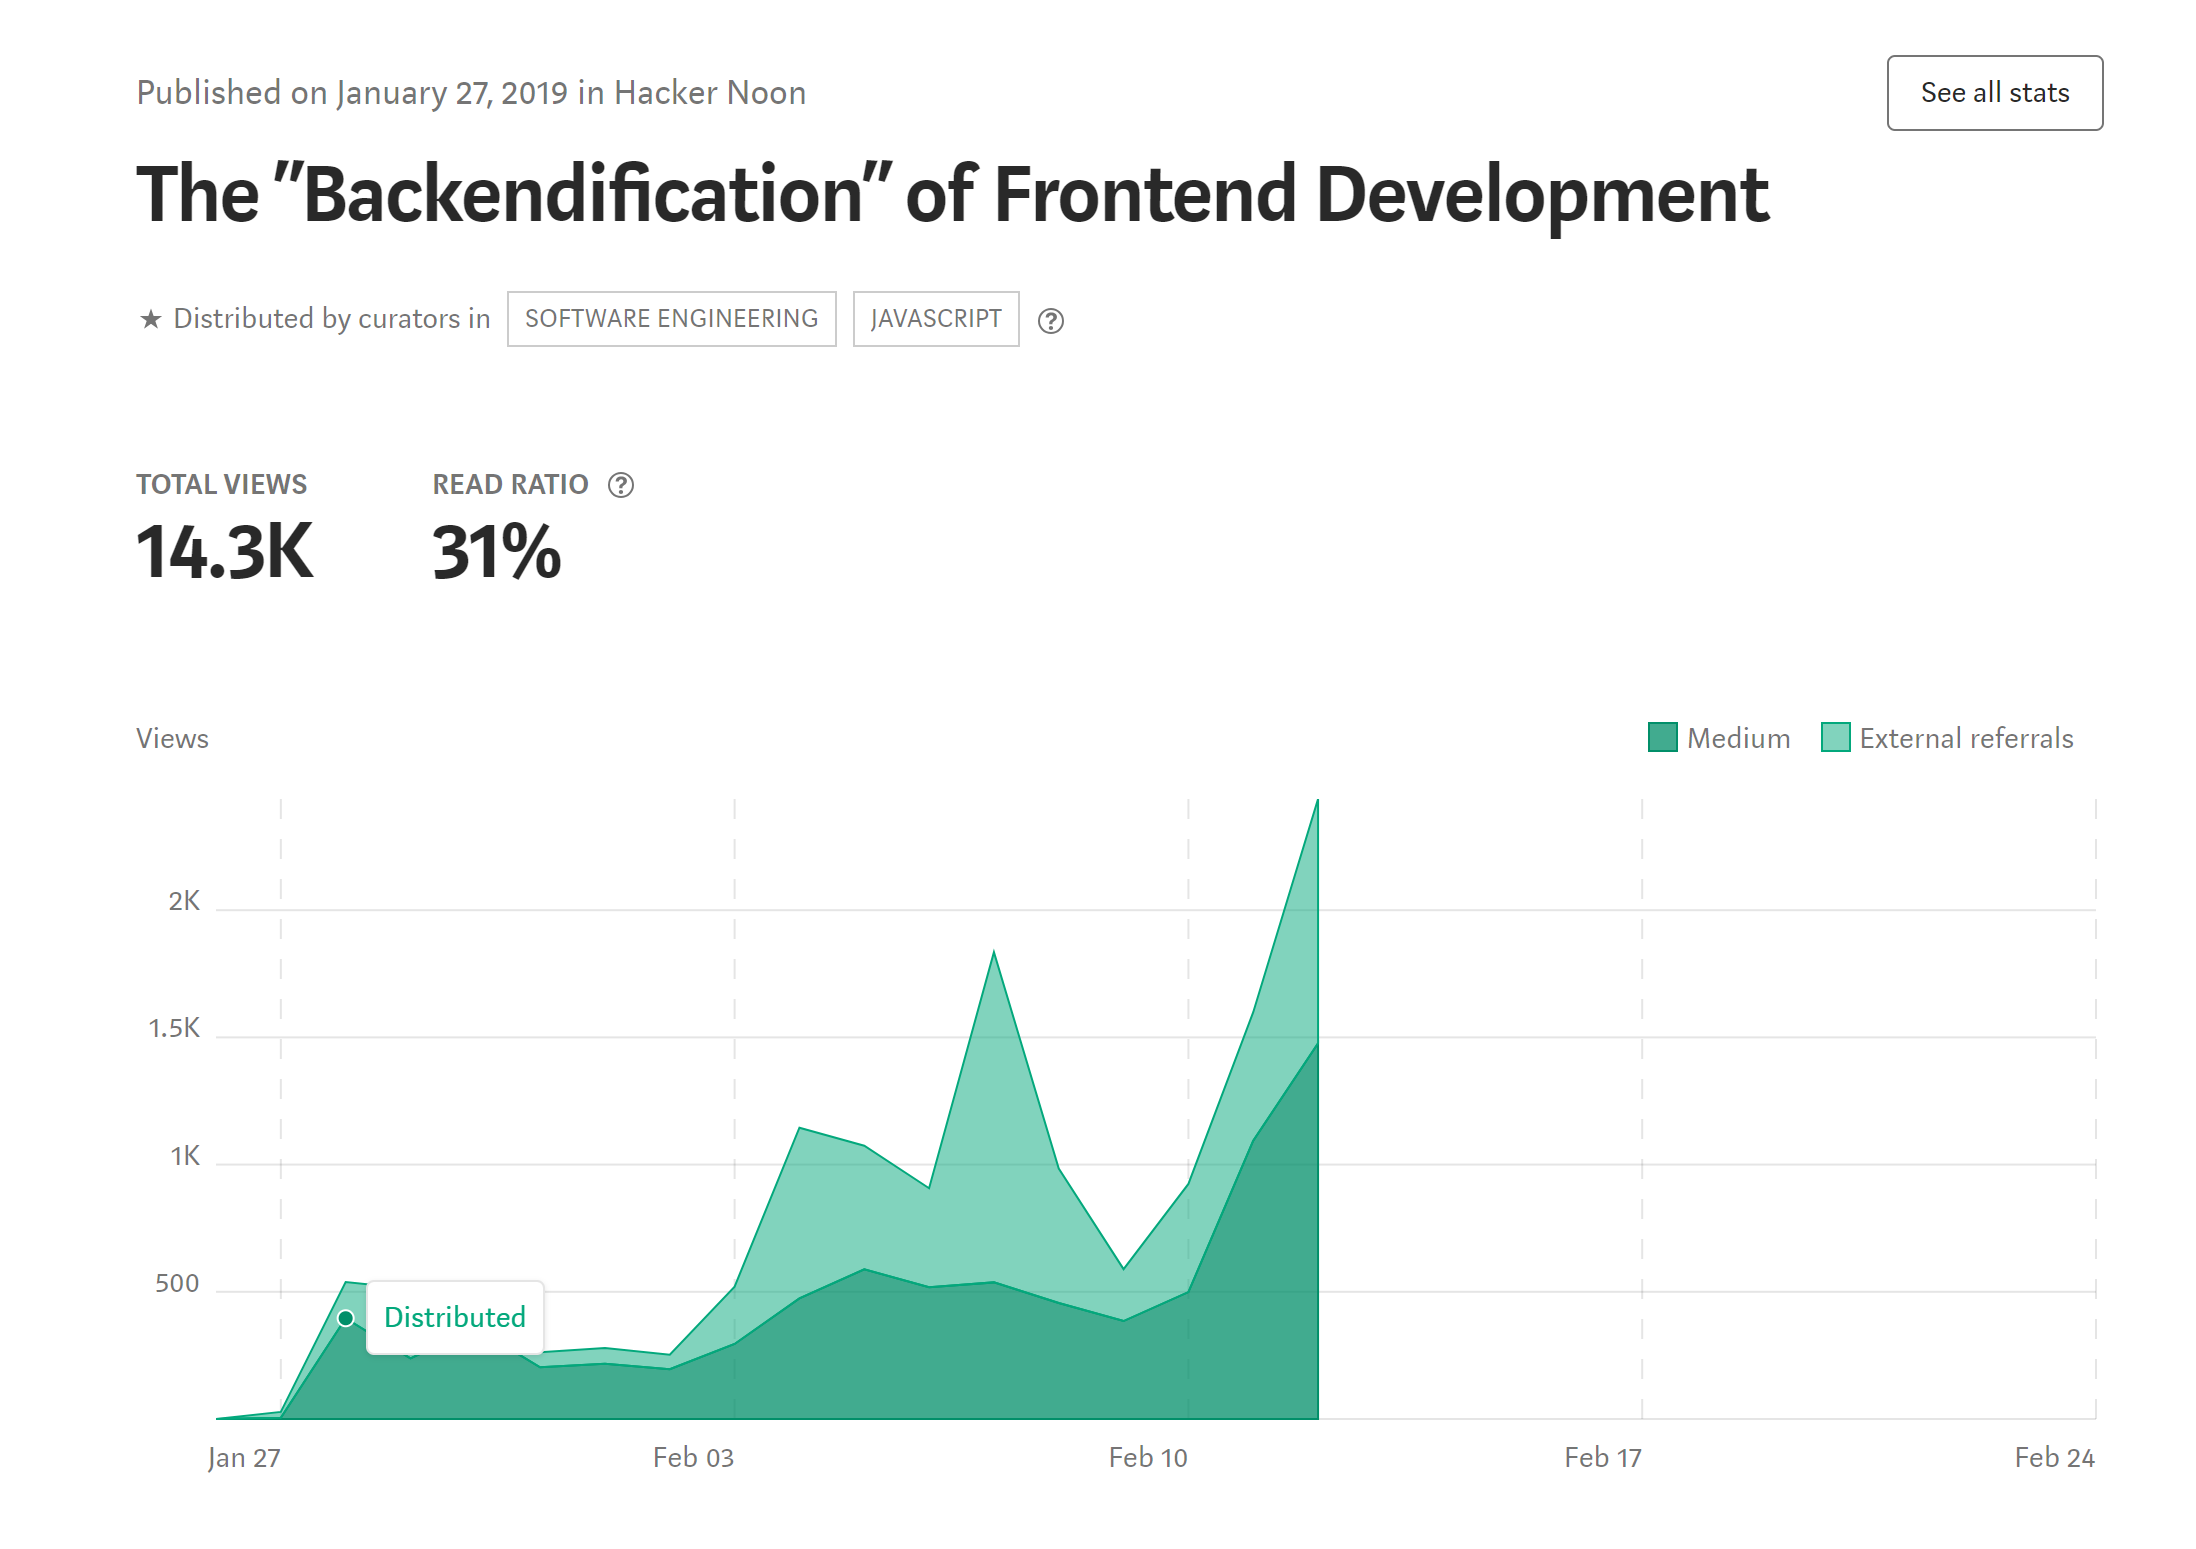 Published on January 27, 2019 in Hacker Noon
See all stats
The "Backendification" of Frontend Development
★ Distributed by curators in SOFTWARE ENGINEERING JAVASCRIPT ?
TOTAL VIEWS READ RATIO ?
14.3K 31%
Views Medium External referrals
2K
1.5K
1K
500
Distributed
Jan 27 Feb 03 Feb 10 Feb 17 Feb 24